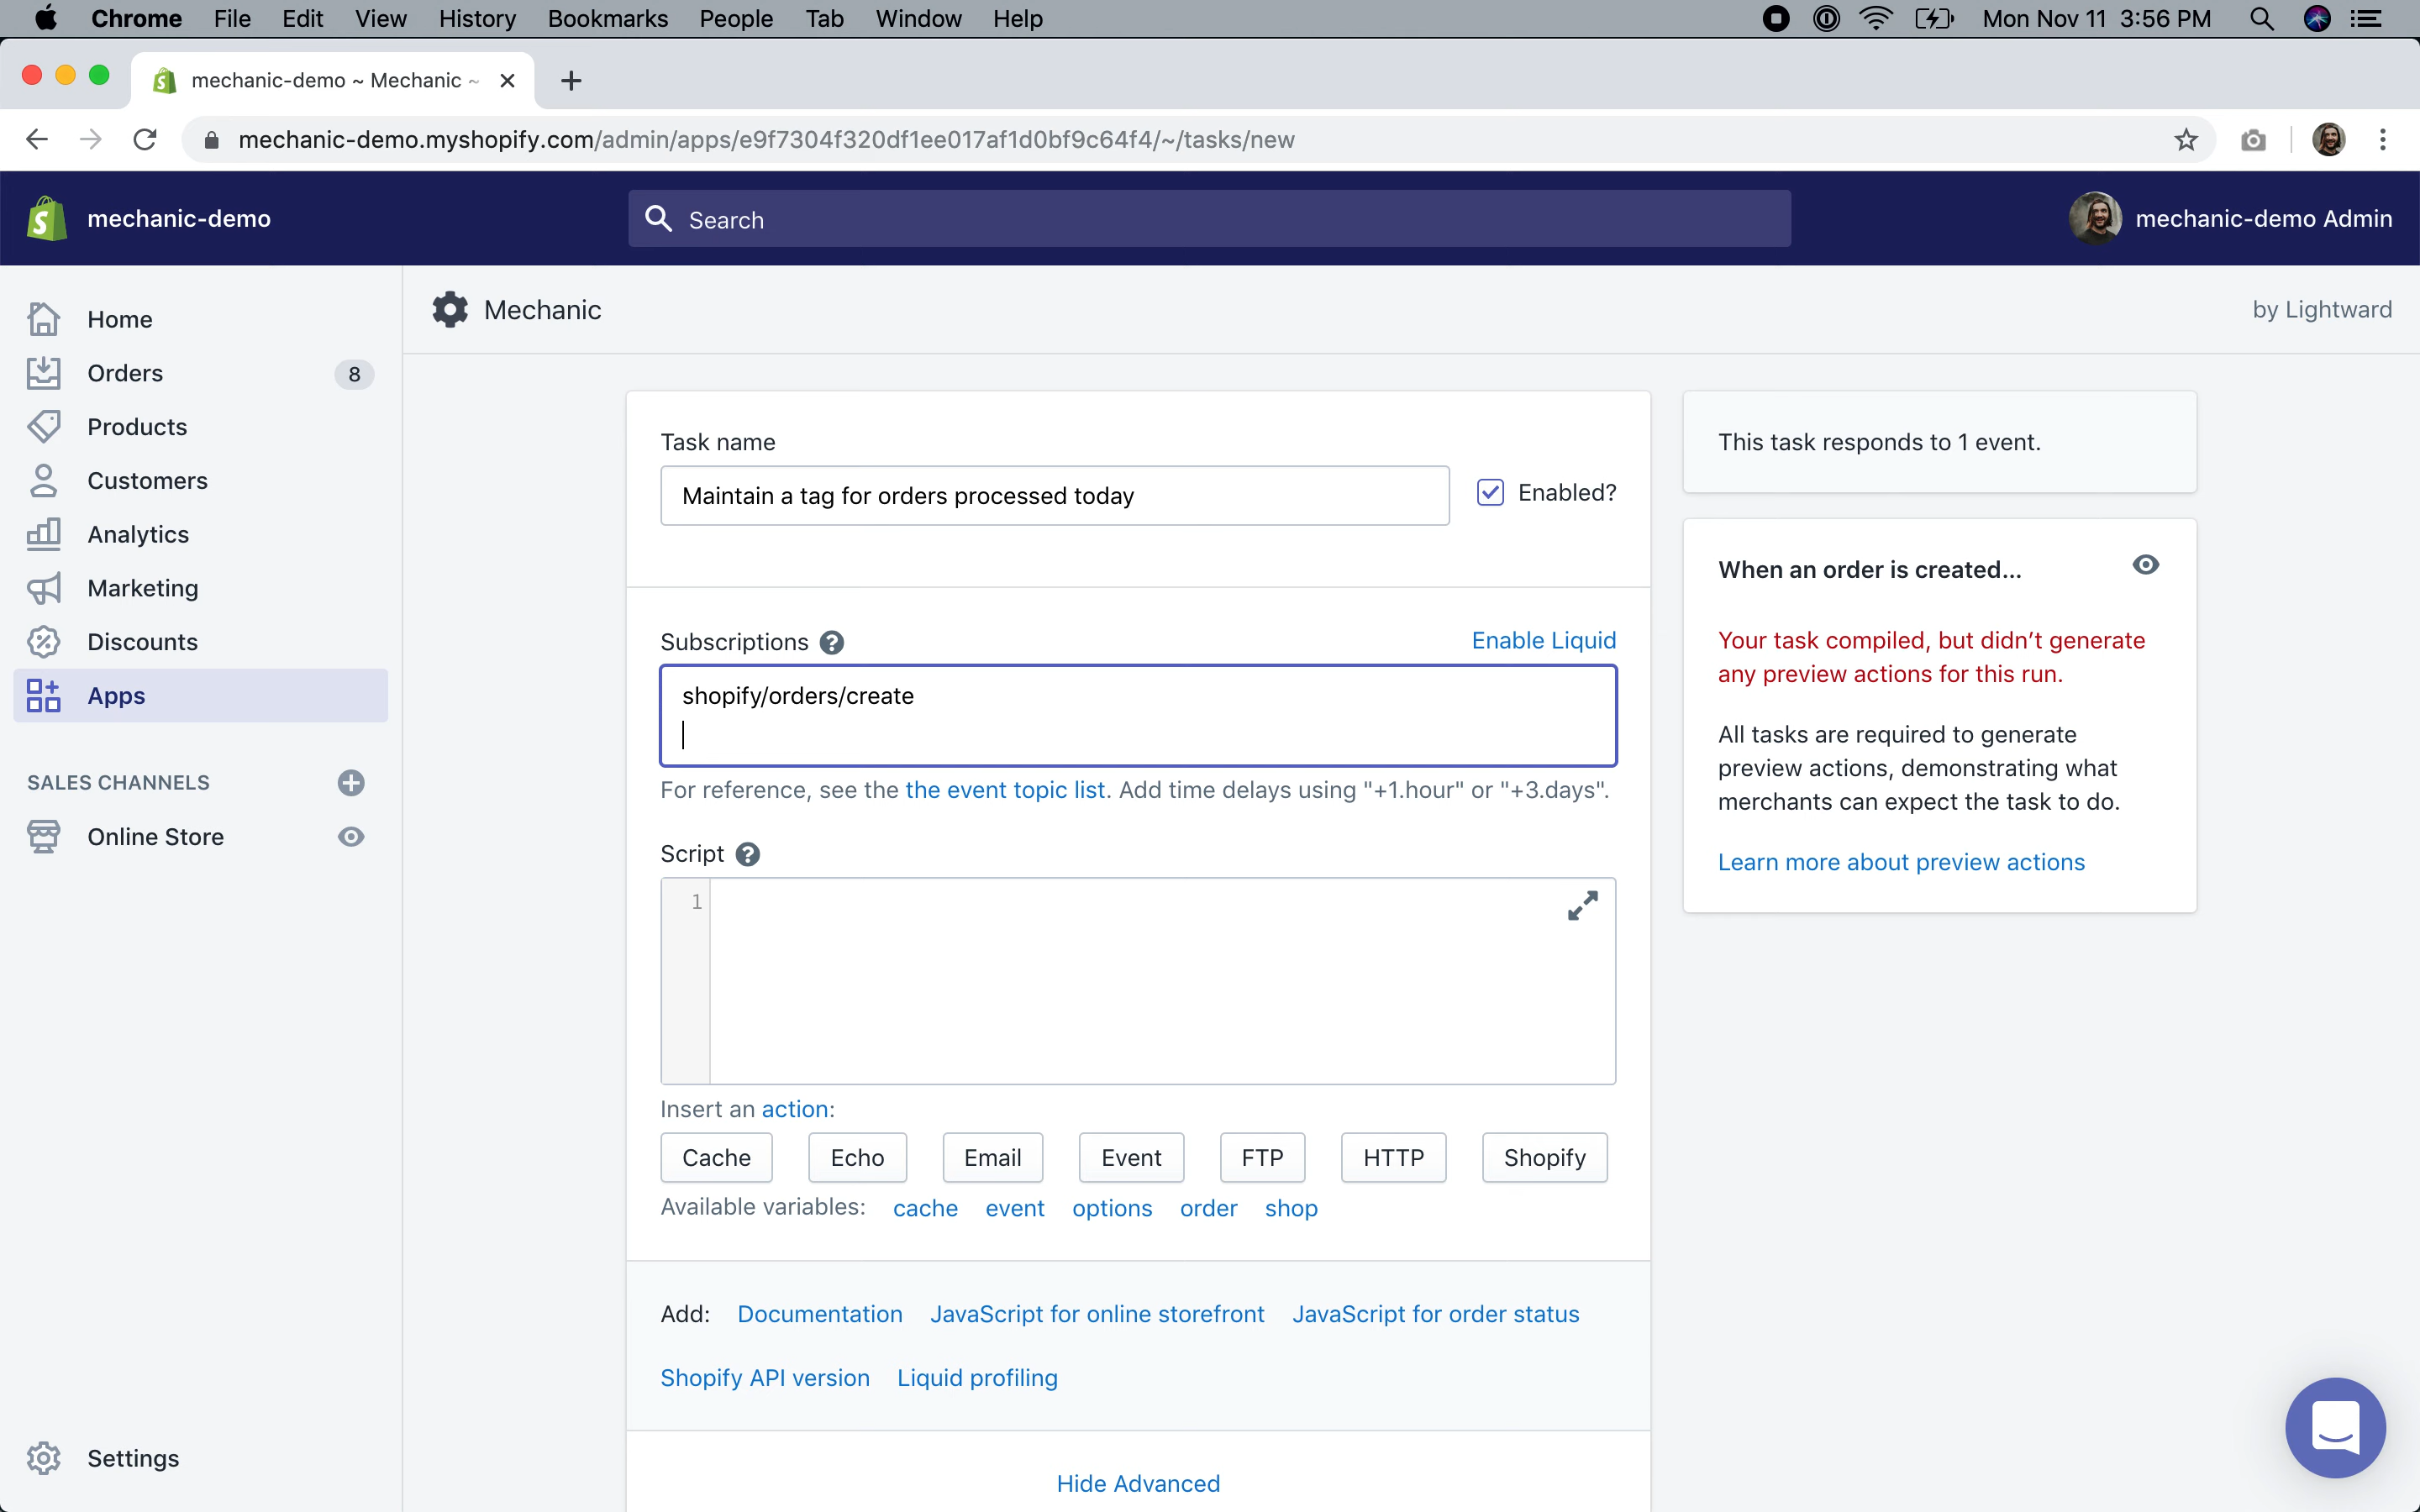 Chrome File Edit View History Bookmarks People Tab Window Help Mon Nov 11 3:56 PM
mechanic-demo ~ Mechanic ~
mechanic-demo.myshopify.com/admin/apps/e9f7304f320df1ee017af1d0bf9c64f4/~/tasks/new
mechanic-demo
Search
mechanic-demo Admin
Home
Orders 8
Products
Customers
Analytics
Marketing
Discounts
Apps
SALES CHANNELS
Online Store
Settings
Mechanic
by Lightward
Task name
Maintain a tag for orders processed today
Enabled?
Subscriptions ?
Enable Liquid
shopify/orders/create
For reference, see the the event topic list. Add time delays using "+1.hour" or "+3.days".
Script ?
1
Insert an action:
Cache Echo Email Event FTP HTTP Shopify
Available variables: cache event options order shop
Add: Documentation JavaScript for online storefront JavaScript for order status
Shopify API version Liquid profiling
Hide Advanced
This task responds to 1 event.
When an order is created...
Your task compiled, but didn’t generate
any preview actions for this run.
All tasks are required to generate
preview actions, demonstrating what
merchants can expect the task to do.
Learn more about preview actions